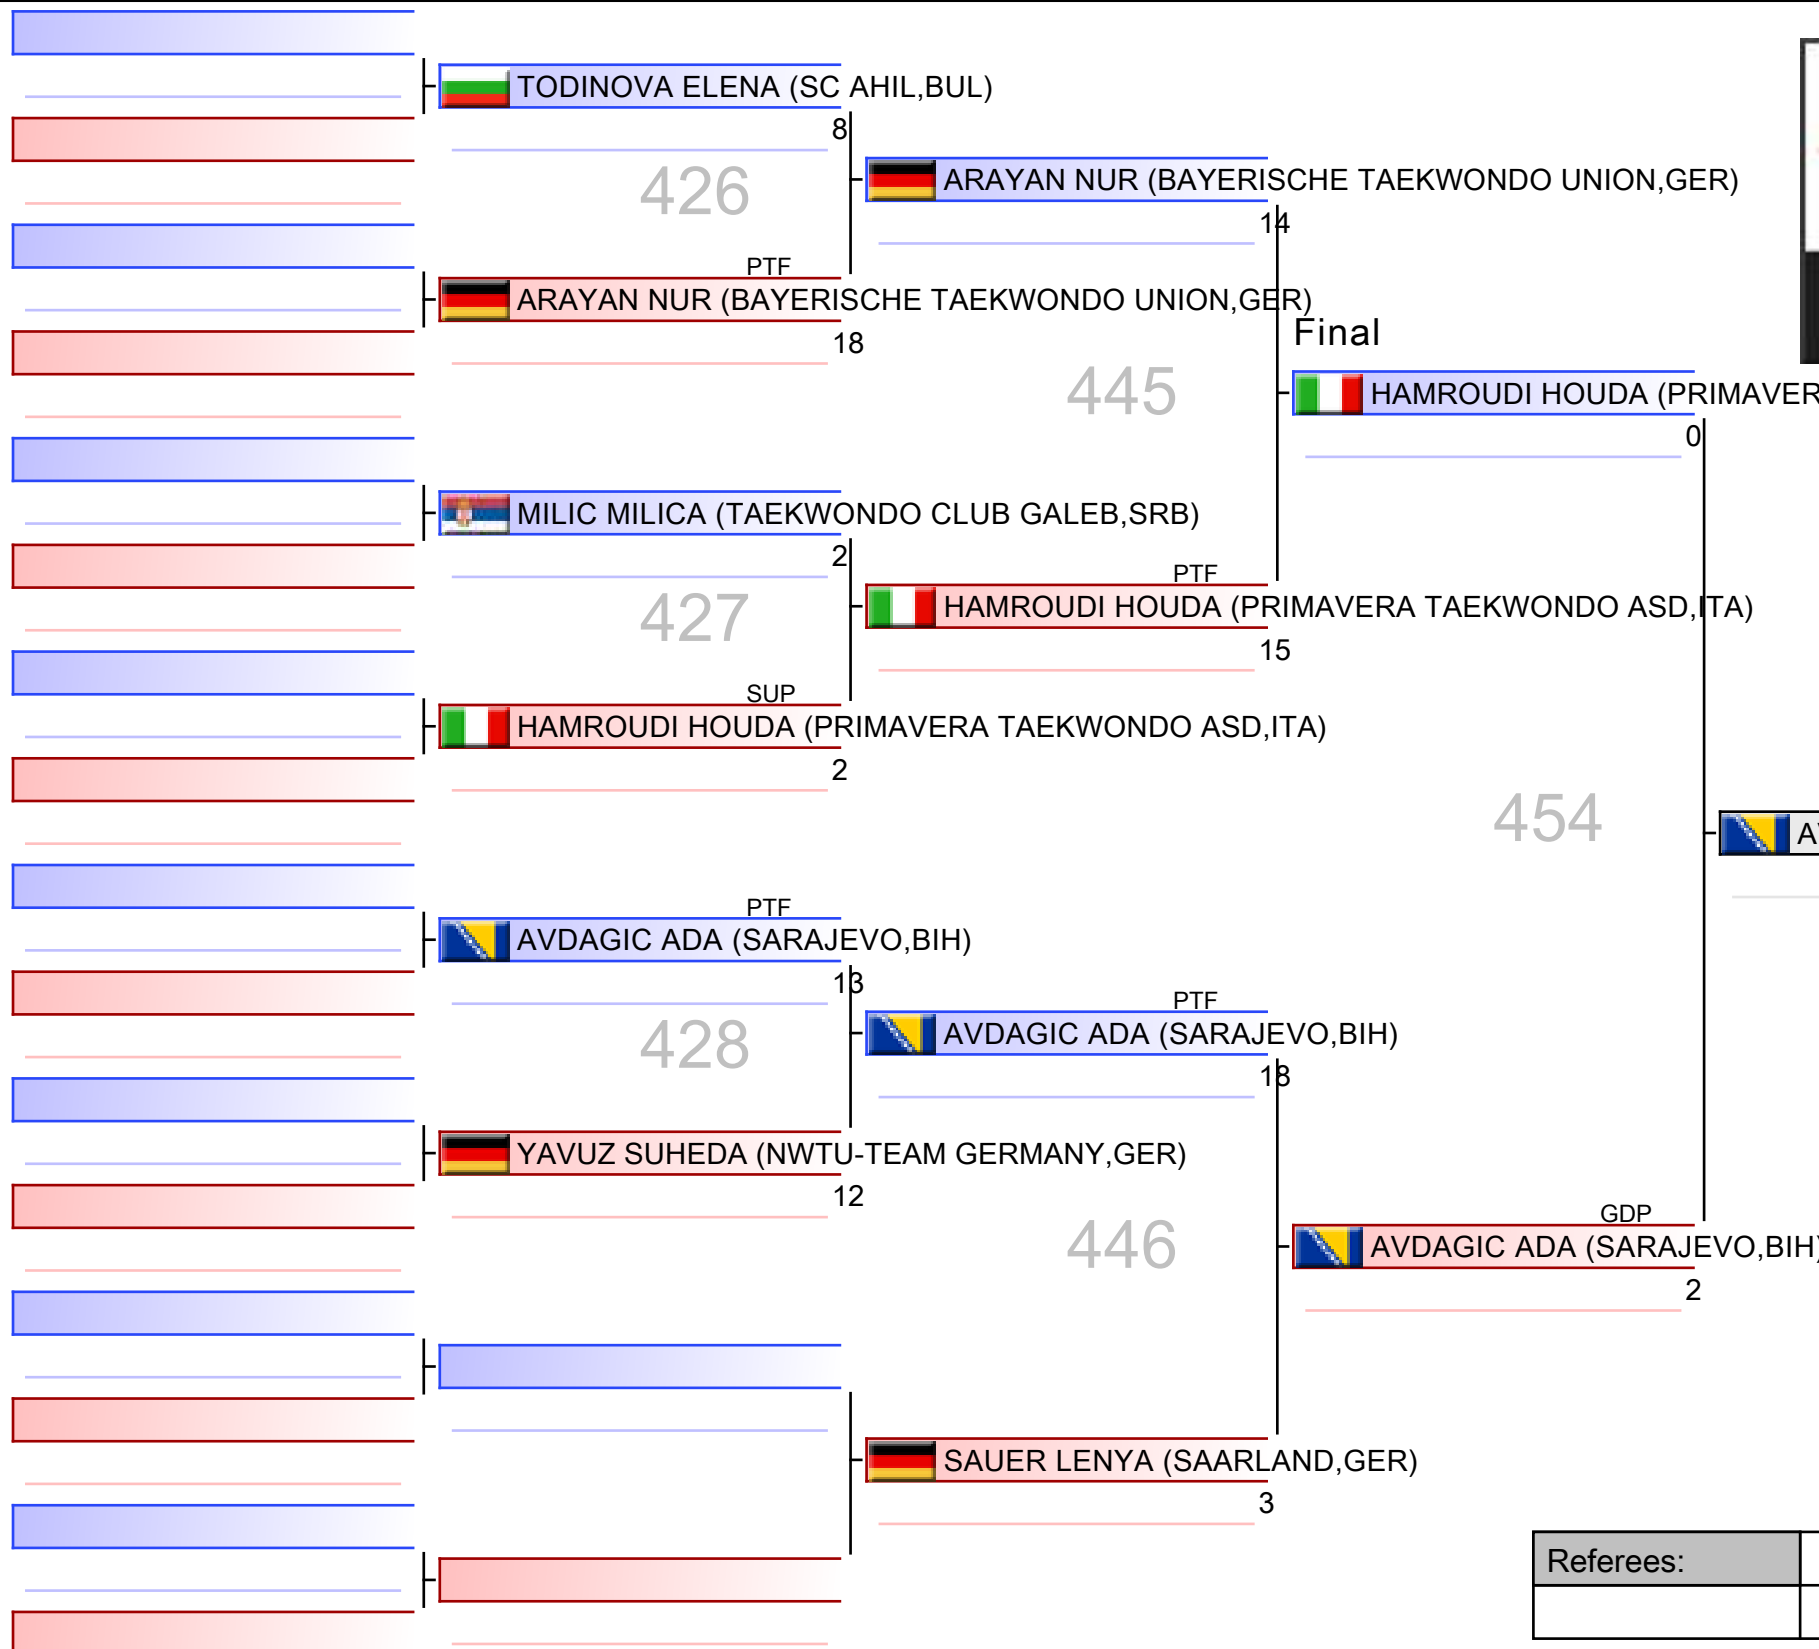 TODINOVA ELENA (SC AHIL,BUL)
8
426
ARAYAN NUR (BAYERISCHE TAEKWONDO UNION,GER)
14
PTF
ARAYAN NUR (BAYERISCHE TAEKWONDO UNION,GER)
18
Final
445
HAMROUDI HOUDA (PRIMAVER
0
MILIC MILICA (TAEKWONDO CLUB GALEB,SRB)
2
427
PTF
HAMROUDI HOUDA (PRIMAVERA TAEKWONDO ASD,ITA)
15
SUP
HAMROUDI HOUDA (PRIMAVERA TAEKWONDO ASD,ITA)
2
454
PTF
AVDAGIC ADA (SARAJEVO,BIH)
13
428
PTF
AVDAGIC ADA (SARAJEVO,BIH)
18
YAVUZ SUHEDA (NWTU-TEAM GERMANY,GER)
12
446
GDP
AVDAGIC ADA (SARAJEVO,BIH)
2
SAUER LENYA (SAARLAND,GER)
3
Referees: